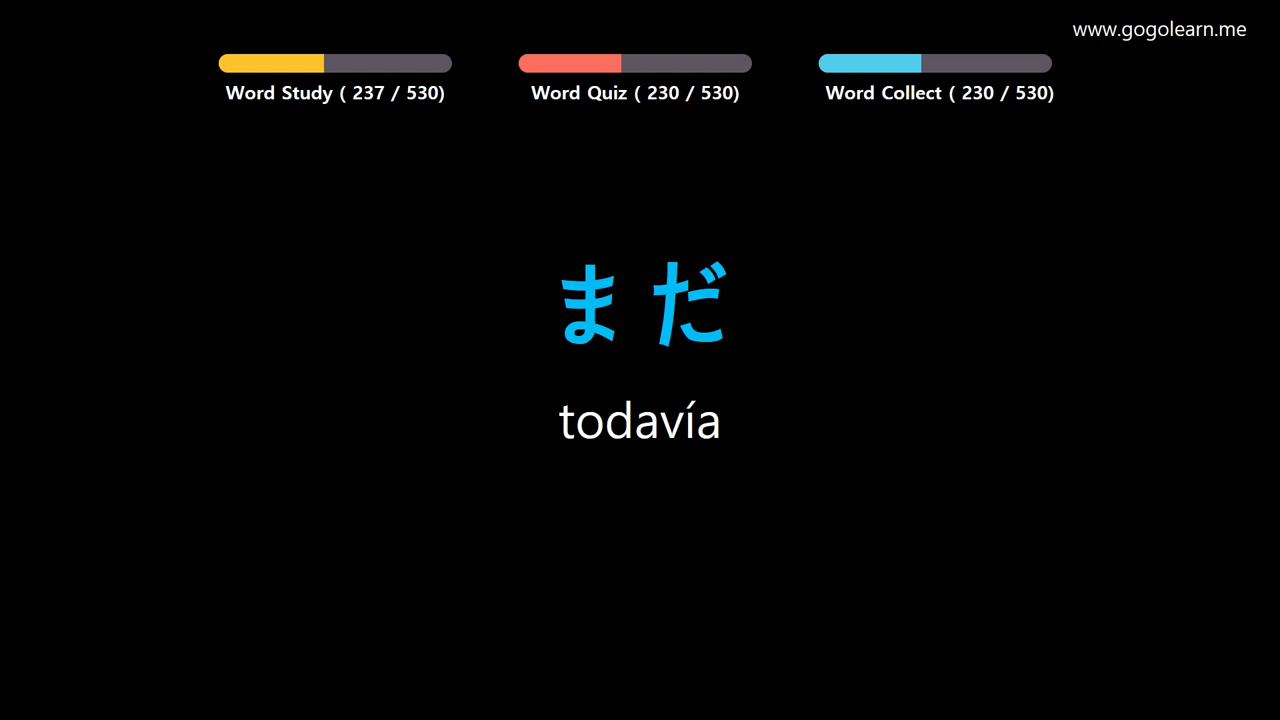 www.gogolearn.me
Word Study ( 237 / 530)
Word Quiz ( 230 / 530)
Word Collect ( 230 / 530)
まだ
todavía